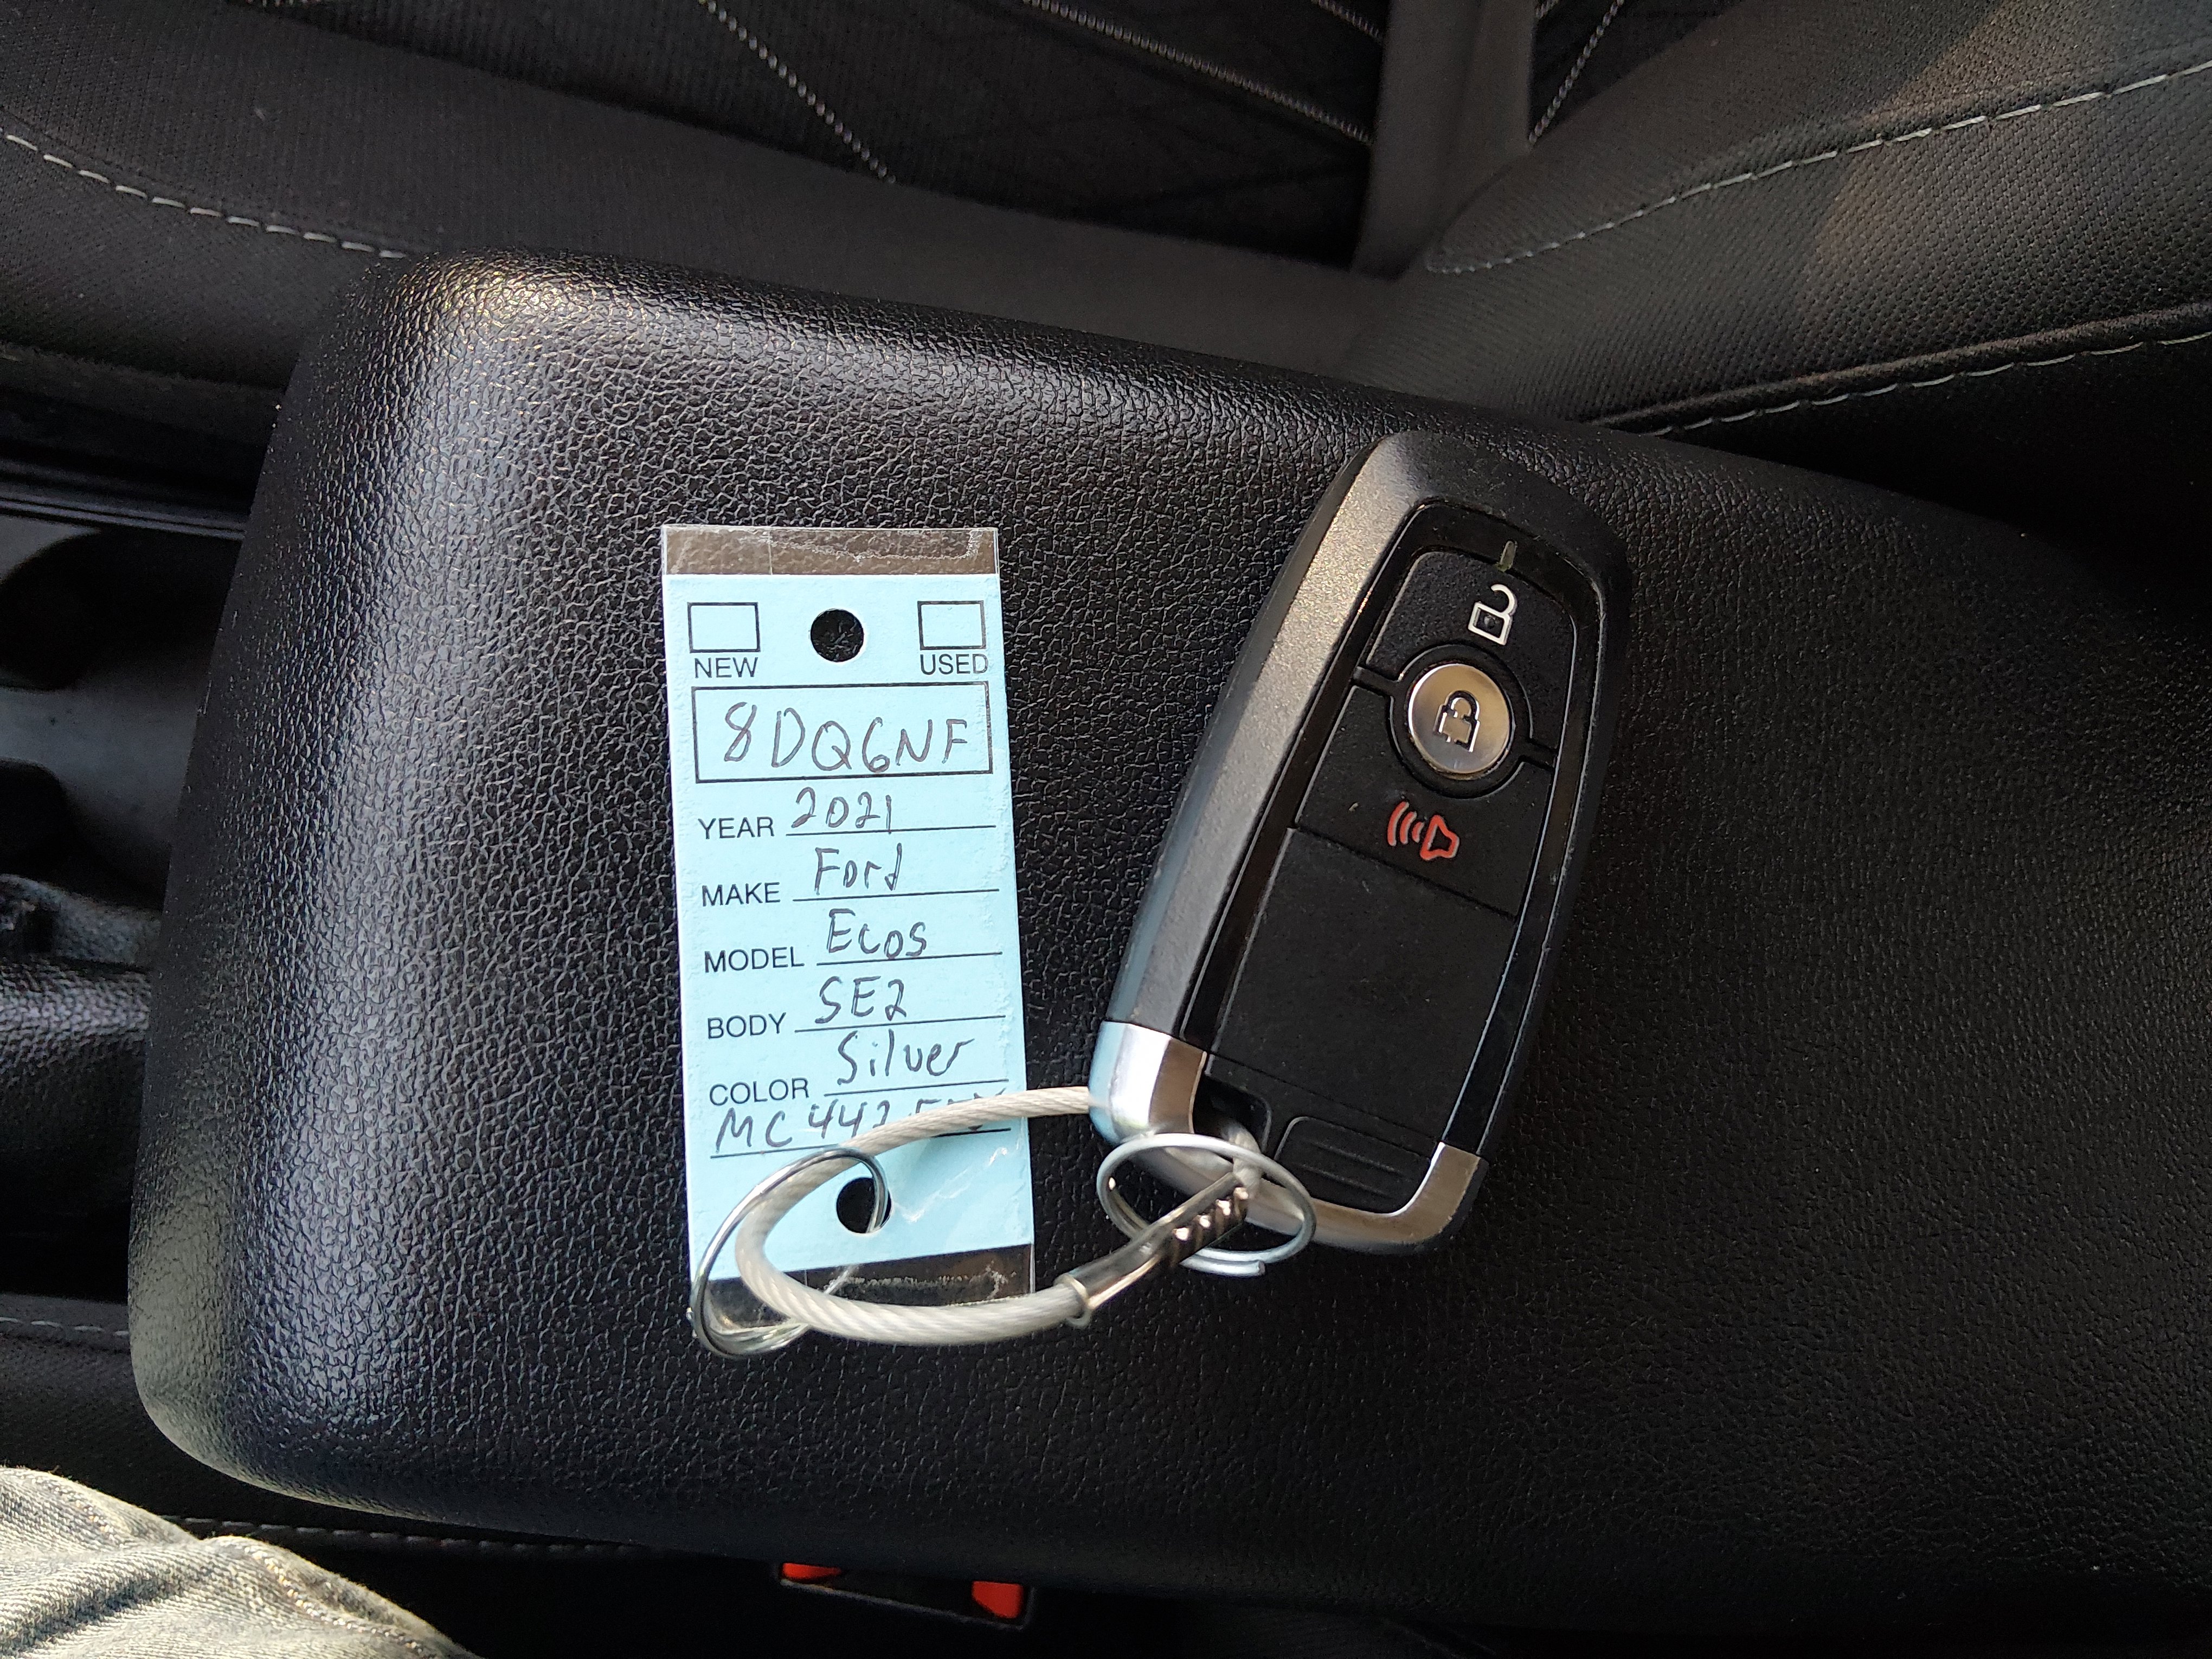 NEW USED
8DQ6NF
YEAR 2021
MAKE Ford
MODEL Ecos
BODY SE2
COLOR Silver